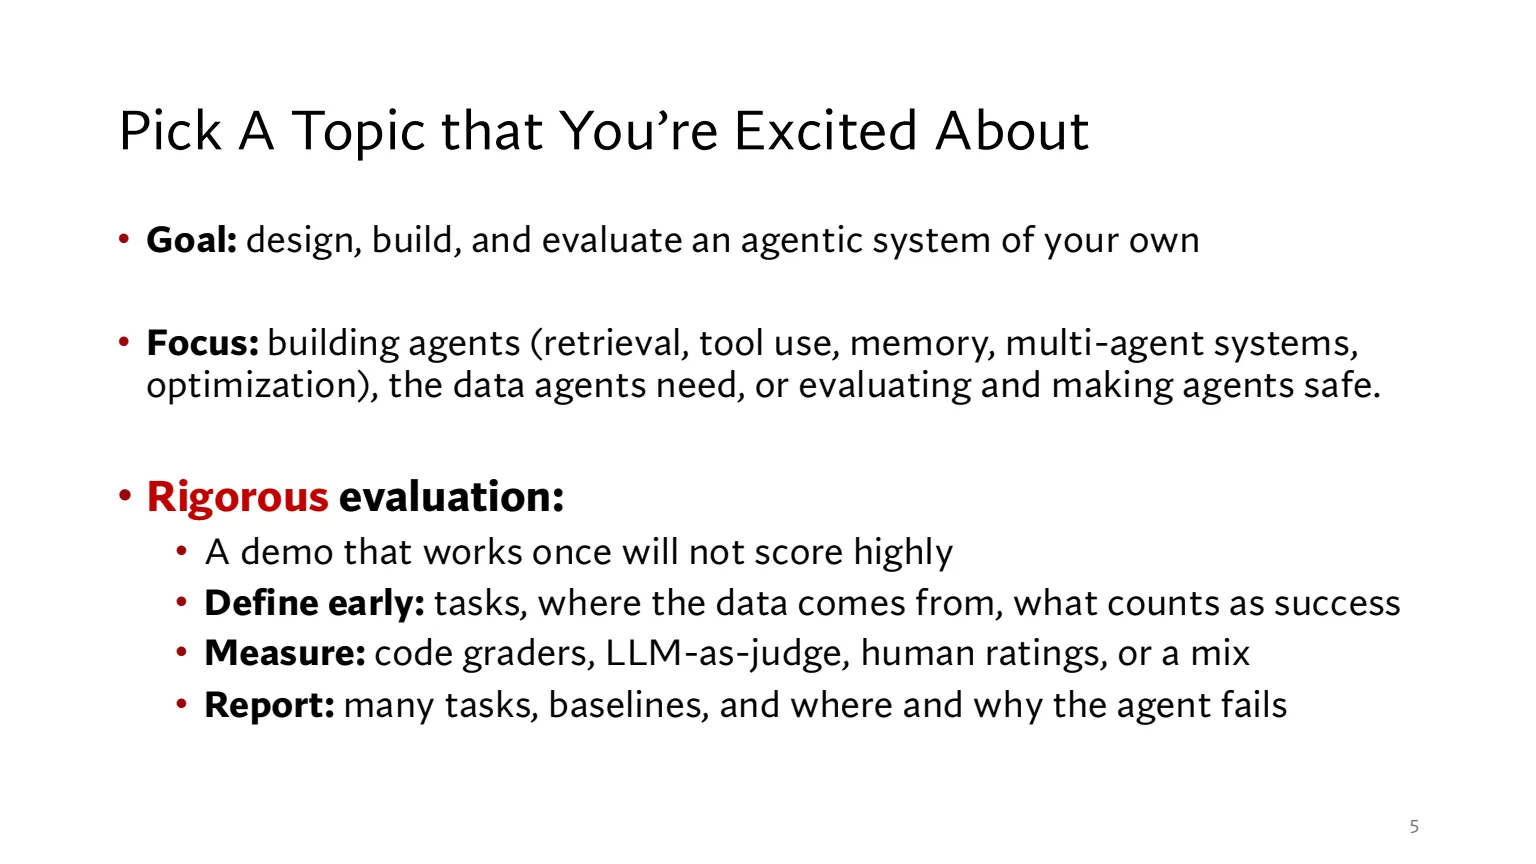 Pick A Topic that You’re Excited About
• Goal: design, build, and evaluate an agentic system of your own
• Focus: building agents (retrieval, tool use, memory, multi-agent systems,
optimization), the data agents need, or evaluating and making agents safe.
• Rigorous evaluation:
• A demo that works once will not score highly
• Define early: tasks, where the data comes from, what counts as success
• Measure: code graders, LLM-as-judge, human ratings, or a mix
• Report: many tasks, baselines, and where and why the agent fails
5